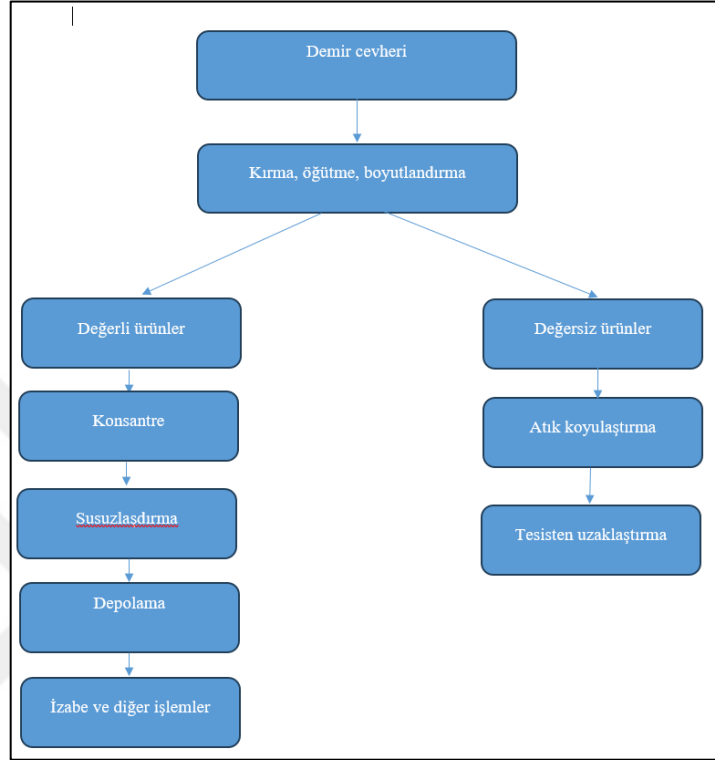 Demir cevheri
Kırma, öğütme, boyutlandırma
Değerli ürünler
Değersiz ürünler
Konsantre
Atık koyulaştırma
Susuzlaşdırma
Tesisten uzaklaştırma
Depolama
İzabe ve diğer işlemler